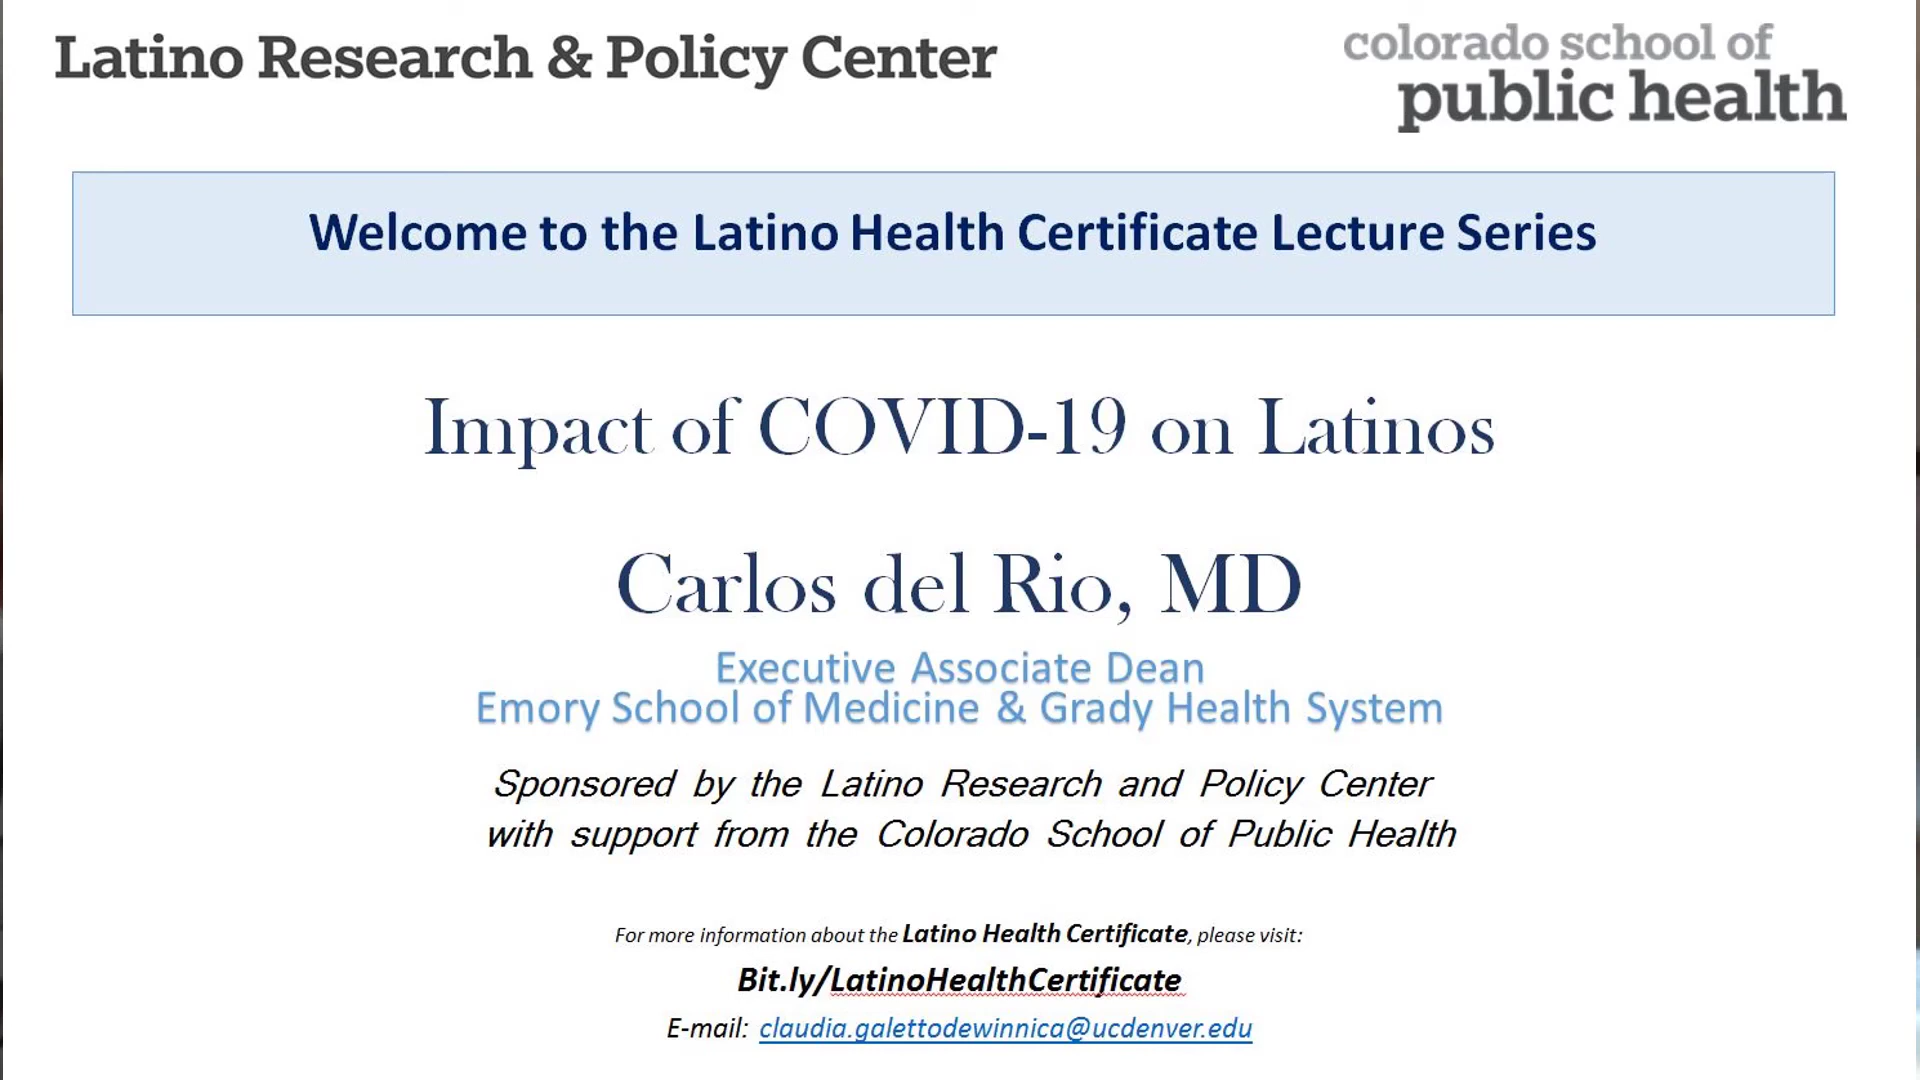 Latino Research & Policy Center
colorado school of
public health
Welcome to the Latino Health Certificate Lecture Series
Impact of COVID-19 on Latinos
Carlos del Rio, MD
Executive Associate Dean
Emory School of Medicine & Grady Health System
Sponsored by the Latino Research and Policy Center
with support from the Colorado School of Public Health
For more information about the Latino Health Certificate, please visit:
Bit.ly/LatinoHealthCertificate
E-mail: claudia.galettodewinnica@ucdenver.edu